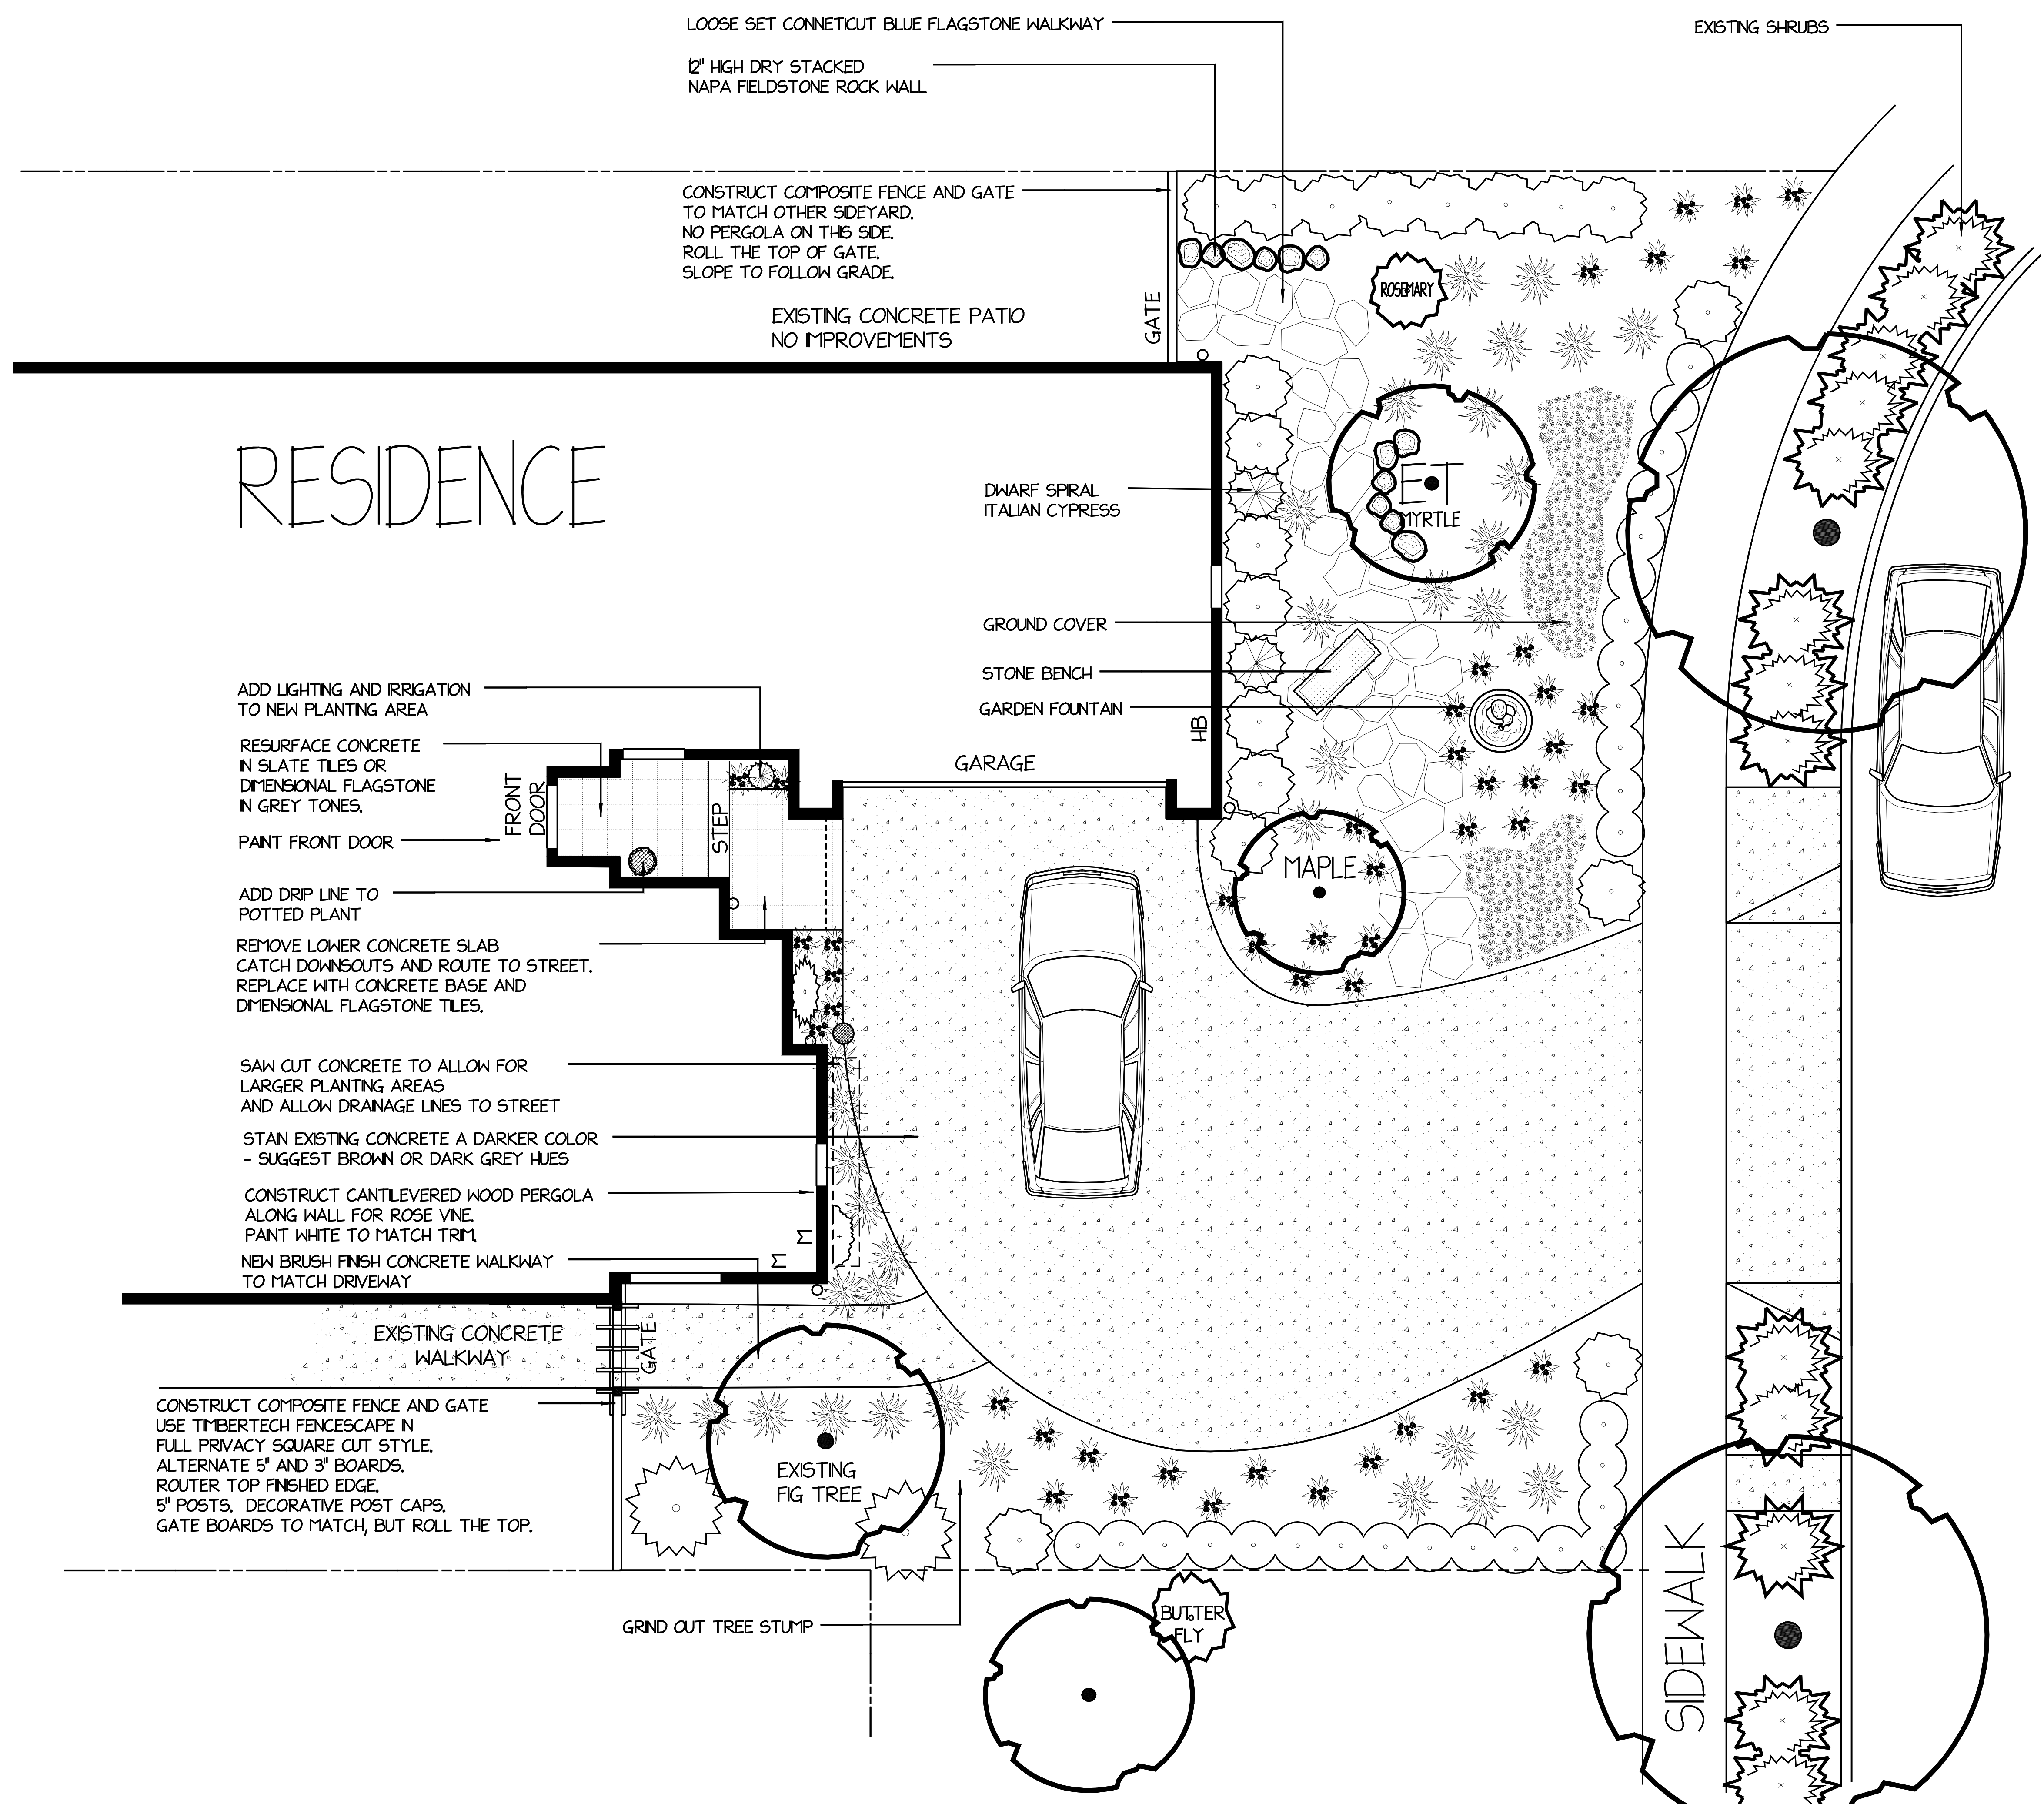 LOOSE SET CONNETICUT BLUE FLAGSTONE WALKWAY
EXISTING SHRUBS
12" HIGH DRY STACKED
NAPA FIELDSTONE ROCK WALL
CONSTRUCT COMPOSITE FENCE AND GATE
TO MATCH OTHER SIDEYARD.
NO PERGOLA ON THIS SIDE.
ROLL THE TOP OF GATE.
SLOPE TO FOLLOW GRADE.
EXISTING CONCRETE PATIO
NO IMPROVEMENTS
GATE
ROSEMARY
RESIDENCE
DWARF SPIRAL
ITALIAN CYPRESS
ET
MYRTLE
GROUND COVER
STONE BENCH
GARDEN FOUNTAIN
HB
GARAGE
ADD LIGHTING AND IRRIGATION
TO NEW PLANTING AREA
RESURFACE CONCRETE
IN SLATE TILES OR
DIMENSIONAL FLAGSTONE
IN GREY TONES.
FRONT
DOOR
STEP
PAINT FRONT DOOR
MAPLE
ADD DRIP LINE TO
POTTED PLANT
REMOVE LOWER CONCRETE SLAB
CATCH DOWNSOUTS AND ROUTE TO STREET.
REPLACE WITH CONCRETE BASE AND
DIMENSIONAL FLAGSTONE TILES.
SAW CUT CONCRETE TO ALLOW FOR
LARGER PLANTING AREAS
AND ALLOW DRAINAGE LINES TO STREET
STAIN EXISTING CONCRETE A DARKER COLOR
- SUGGEST BROWN OR DARK GREY HUES
CONSTRUCT CANTILEVERED WOOD PERGOLA
ALONG WALL FOR ROSE VINE.
PAINT WHITE TO MATCH TRIM.
M
M
NEW BRUSH FINISH CONCRETE WALKWAY
TO MATCH DRIVEWAY
EXISTING CONCRETE
WALKWAY
GATE
CONSTRUCT COMPOSITE FENCE AND GATE
USE TIMBERTECH FENCESCAPE IN
FULL PRIVACY SQUARE CUT STYLE.
ALTERNATE 5" AND 3" BOARDS.
ROUTER TOP FINISHED EDGE.
5" POSTS.  DECORATIVE POST CAPS.
GATE BOARDS TO MATCH, BUT ROLL THE TOP.
EXISTING
FIG TREE
GRIND OUT TREE STUMP
BUTTER
FLY
SIDEWALK